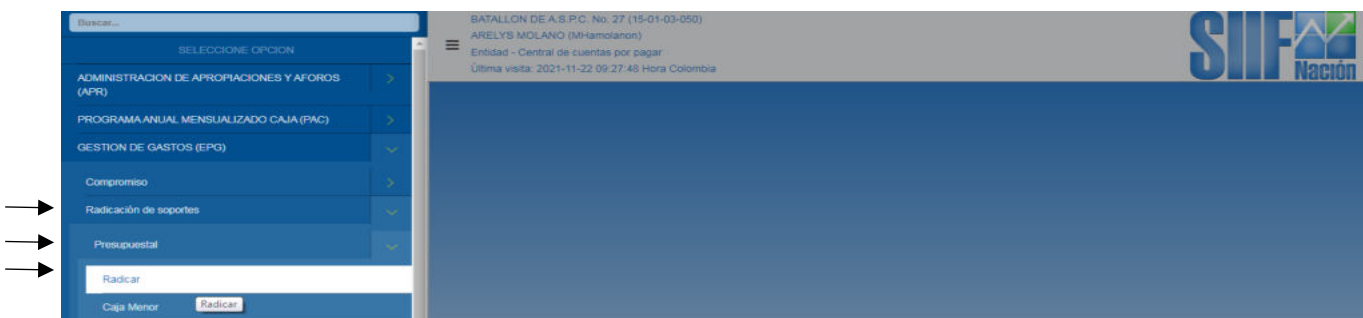 Buscar...
SELECCIONE OPCION
ADMINISTRACION DE APROPIACIONES Y AFOROS
(APR)
PROGRAMA ANUAL MENSUALIZADO CAJA (PAC)
GESTION DE GASTOS (EPG)
Compromiso
Radicación de soportes
Presupuestal
Radicar
Caja Menor
Radicar
BATALLON DE A.S.P.C. No. 27 (15-01-03-050)
ARELYS MOLANO (MHamolanon)
Entidad - Central de cuentas por pagar
Última visita: 2021-11-22 09:27:48 Hora Colombia
SIIF
Nación